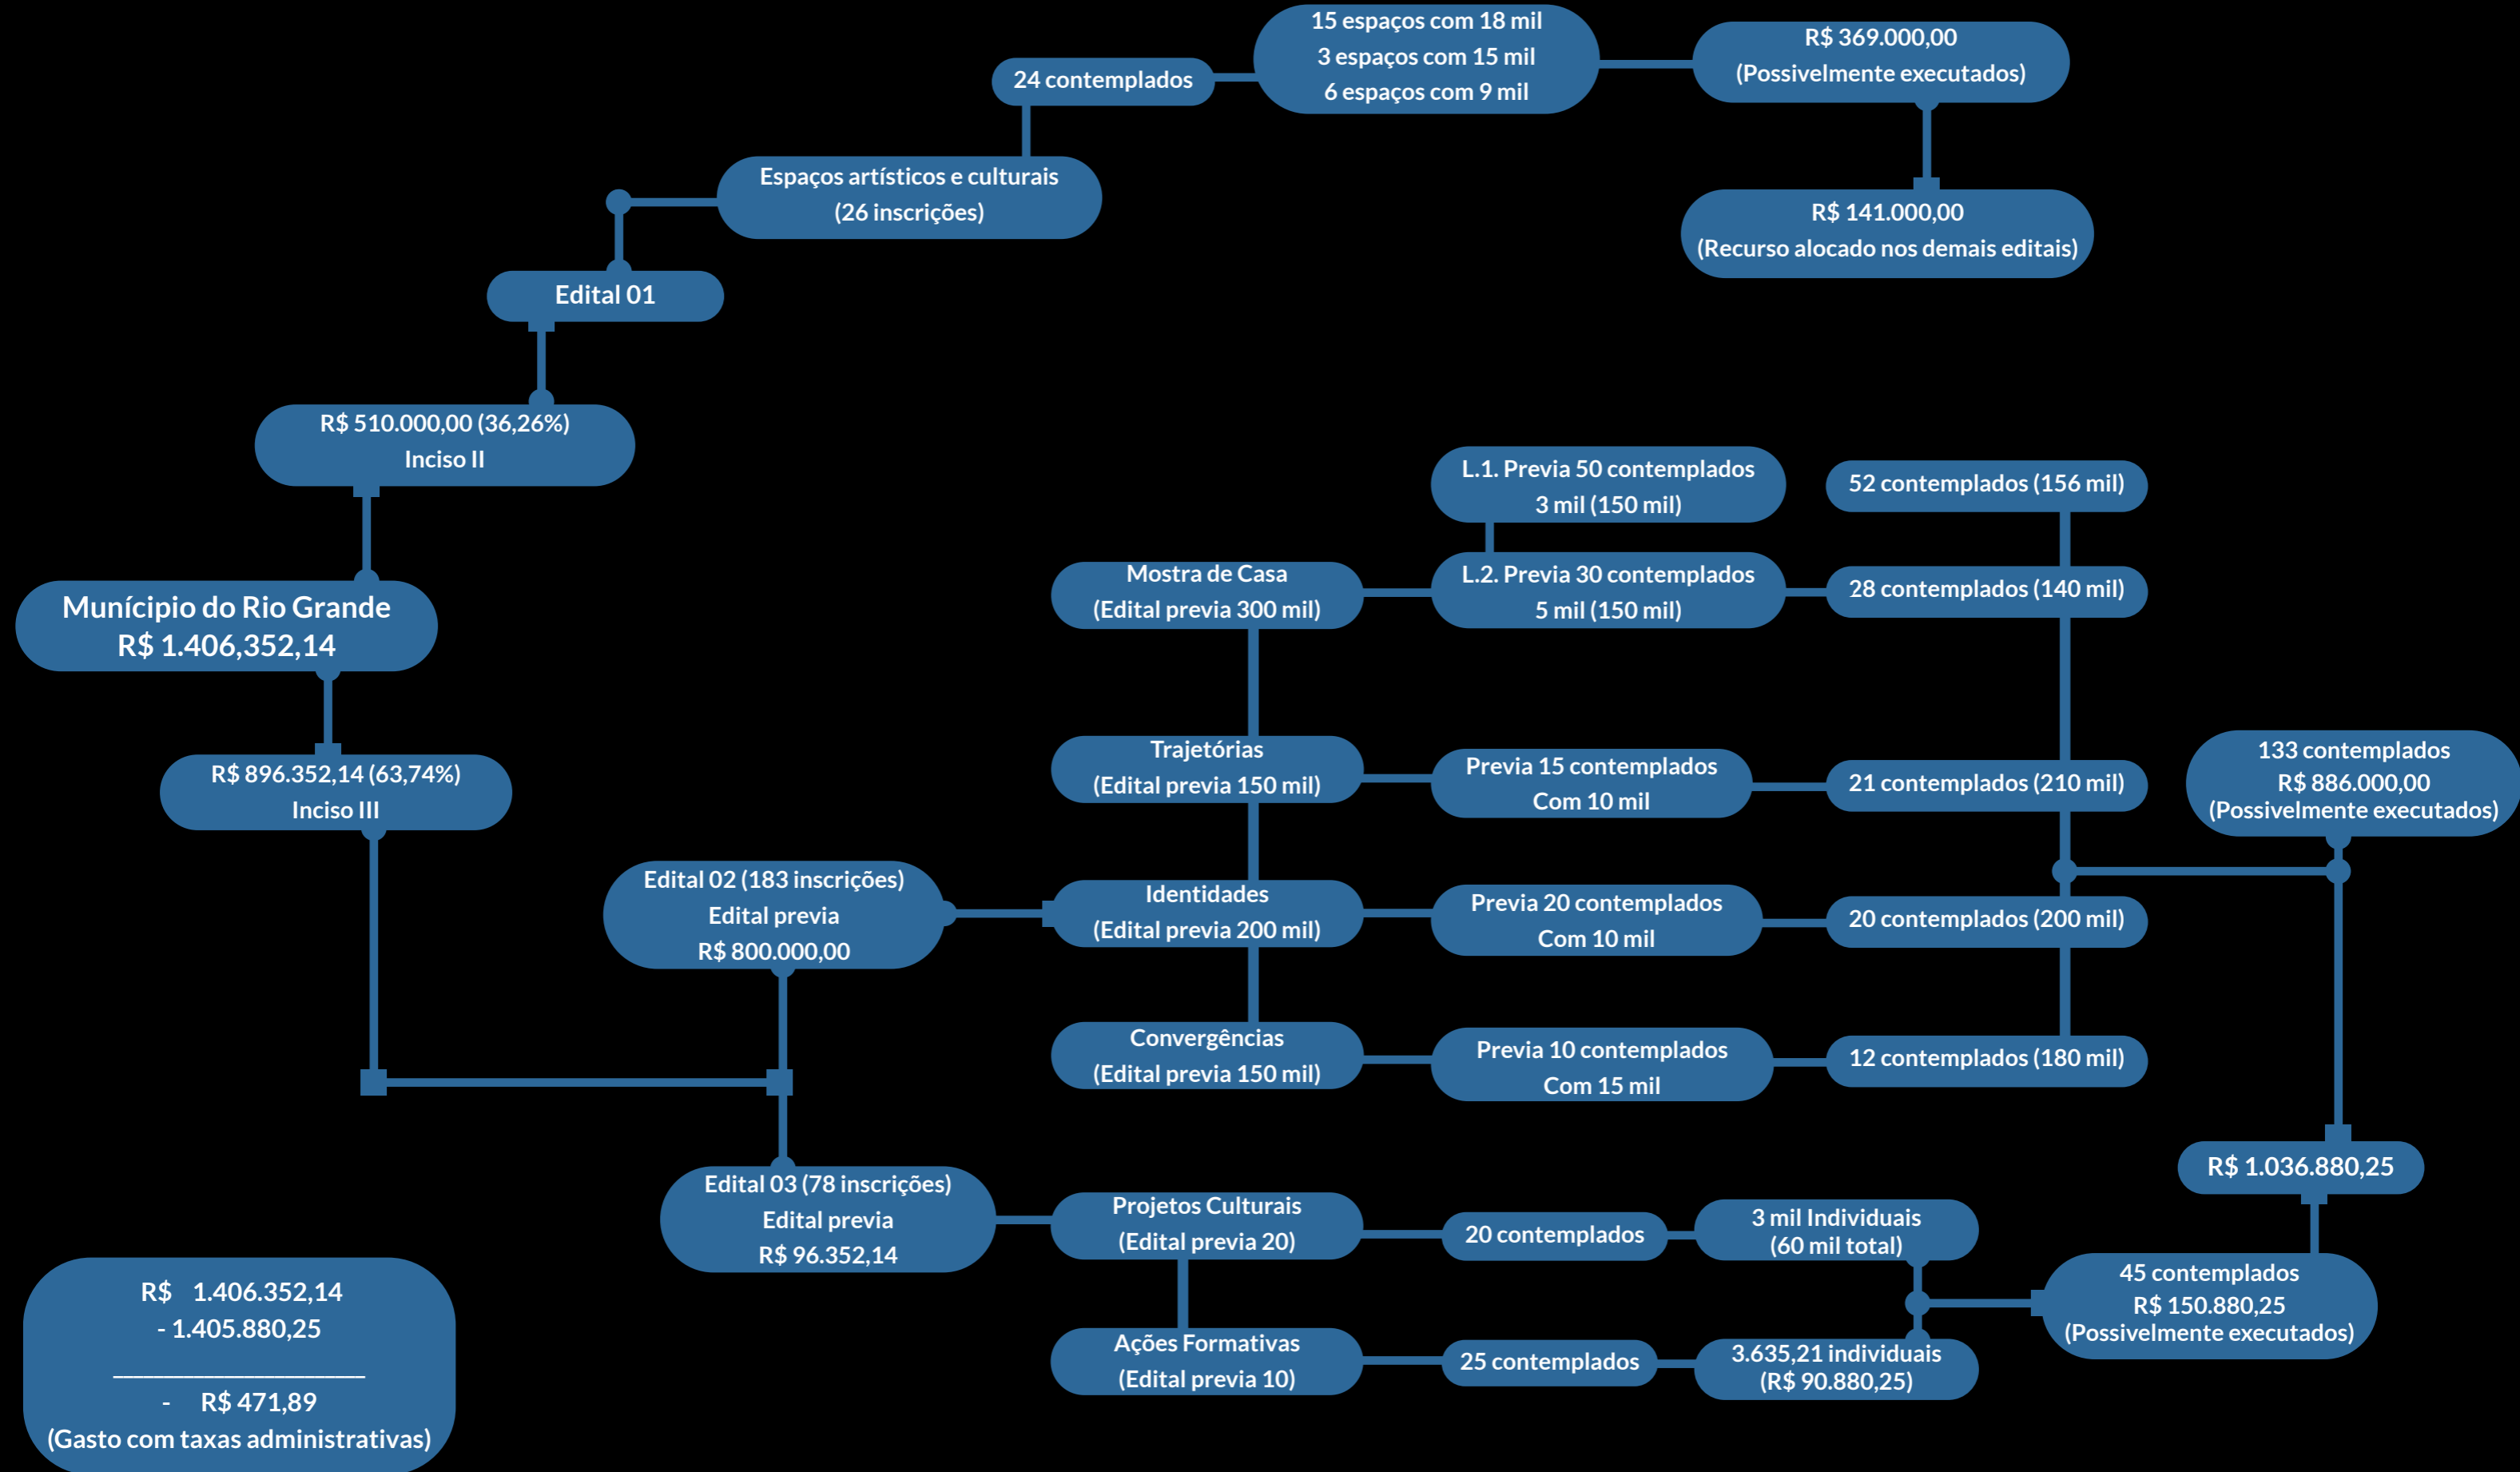 15 espaços com 18 mil
3 espaços com 15 mil
6 espaços com 9 mil
R$ 369.000,00
(Possivelmente executados)
24 contemplados
Espaços artísticos e culturais
(26 inscrições)
R$ 141.000,00
(Recurso alocado nos demais editais)
Edital 01
R$ 510.000,00 (36,26%)
Inciso II
Munícipio do Rio Grande
R$ 1.406,352,14
R$ 896.352,14 (63,74%)
Inciso III
Edital 02 (183 inscrições)
Edital previa
R$ 800.000,00
Mostra de Casa
(Edital previa 300 mil)
L.1. Previa 50 contemplados
3 mil (150 mil)
52 contemplados (156 mil)
L.2. Previa 30 contemplados
5 mil (150 mil)
28 contemplados (140 mil)
Trajetórias
(Edital previa 150 mil)
Previa 15 contemplados
Com 10 mil
21 contemplados (210 mil)
Identidades
(Edital previa 200 mil)
Previa 20 contemplados
Com 10 mil
20 contemplados (200 mil)
Convergências
(Edital previa 150 mil)
Previa 10 contemplados
Com 15 mil
12 contemplados (180 mil)
133 contemplados
R$ 886.000,00
(Possivelmente executados)
R$ 1.036.880,25
Edital 03 (78 inscrições)
Edital previa
R$ 96.352,14
Projetos Culturais
(Edital previa 20)
20 contemplados
3 mil Individuais
(60 mil total)
Ações Formativas
(Edital previa 10)
25 contemplados
3.635,21 individuais
(R$ 90.880,25)
45 contemplados
R$ 150.880,25
(Possivelmente executados)
R$ 1.406.352,14
- 1.405.880,25
_______________________
- R$ 471,89
(Gasto com taxas administrativas)